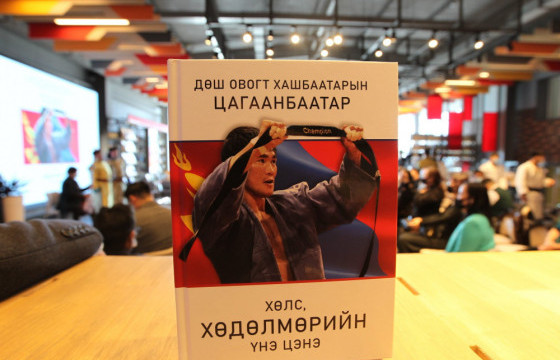 ДӨШ ОВОГТ ХАШБААТАРЫН
ЦАГААНБААТАР
Champion
ХӨЛС,
ХӨДӨЛМӨРИЙН
ҮНЭ ЦЭНЭ